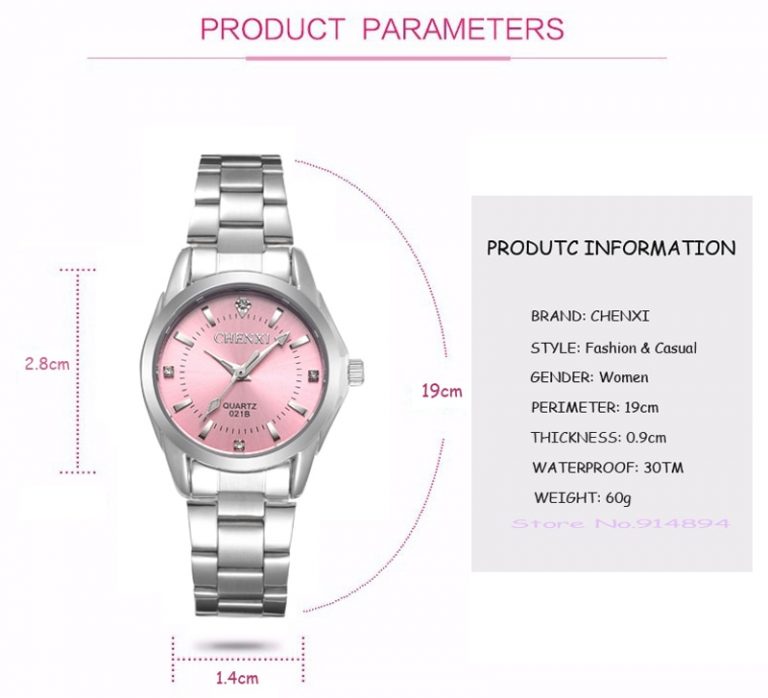 PRODUCT PARAMETERS
PRODUTC INFORMATION
BRAND: CHENXI
STYLE: Fashion & Casual
GENDER: Women
PERIMETER: 19cm
THICKNESS: 0.9cm
WATERPROOF: 30TM
WEIGHT: 60g
Store No.914894
2.8cm
CHENXI
QUARTZ
021B
19cm
1.4cm